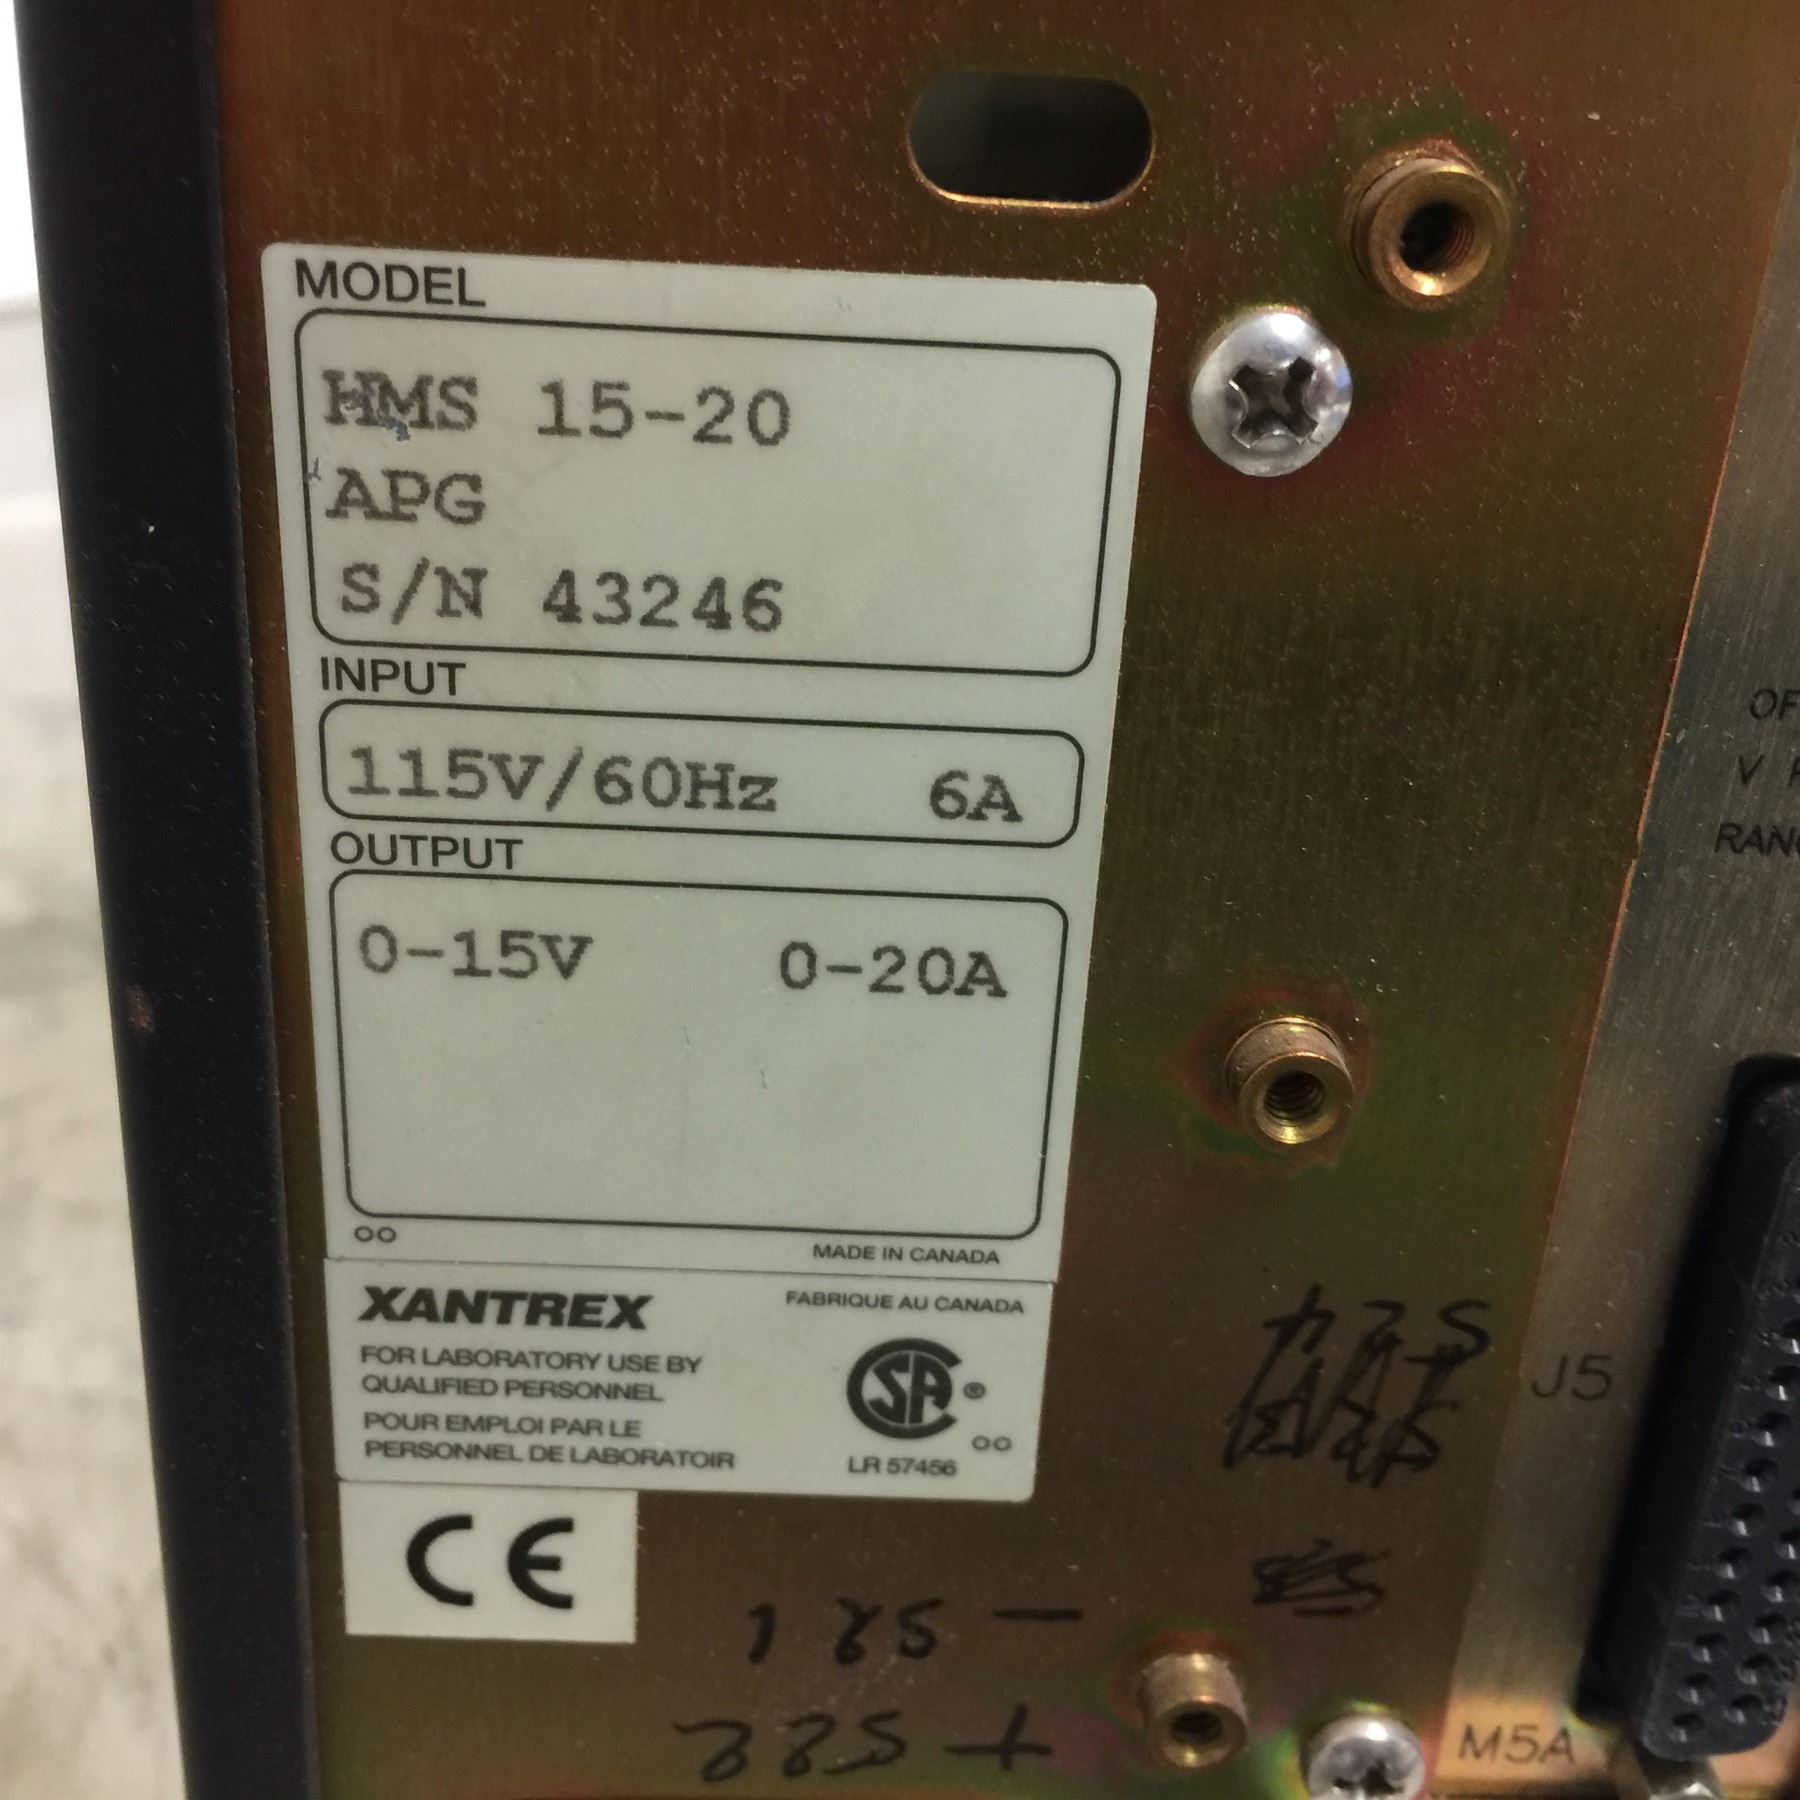 MODEL
HMS 15-20
APG
S/N 43246
INPUT
115V/60Hz 6A
OUTPUT
0-15V 0-20A
MADE IN CANADA
XANTREX
FABRIQUE AU CANADA
FOR LABORATORY USE BY
QUALIFIED PERSONNEL
POUR EMPLOI PAR LE
PERSONNEL DE LABORATOIR
LR 57456
CE
J5
M5A